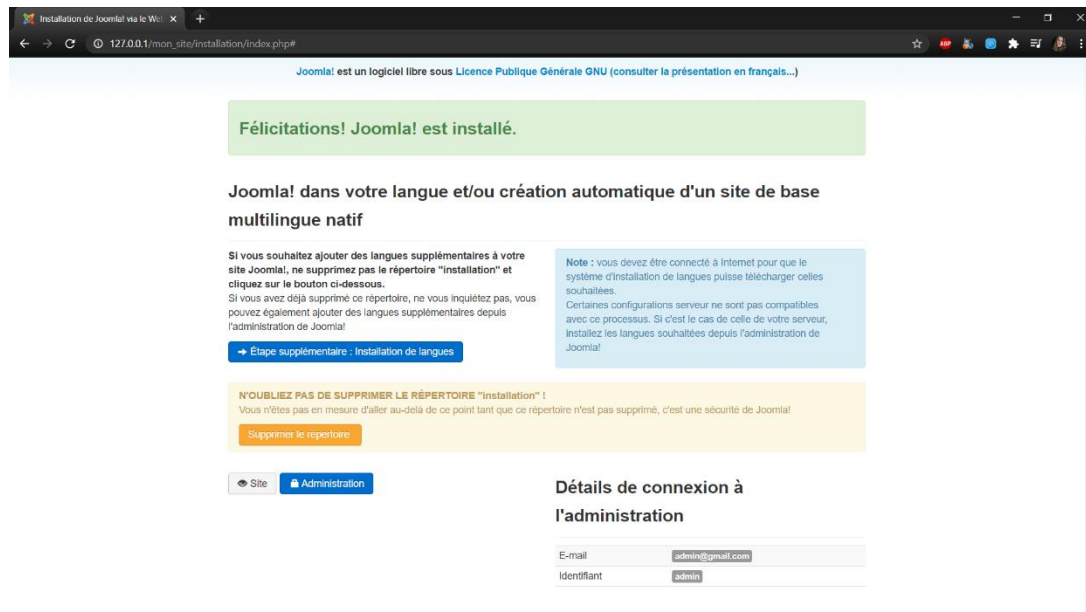 Installation de Joomla! via le We
127.0.0.1/mon_site/installation/index.php#
ABP
Joomla! est un logiciel libre sous Licence Publique Générale GNU (consulter la présentation en français...)
Félicitations! Joomla! est installé.
Joomla! dans votre langue et/ou création automatique d'un site de base
multilingue natif
Si vous souhaitez ajouter des langues supplémentaires à votre
site Joomla!, ne supprimez pas le répertoire "installation" et
cliquez sur le bouton ci-dessous.
Si vous avez déjà supprimé ce répertoire, ne vous inquiétez pas, vous
pouvez également ajouter des langues supplémentaires depuis
l'administration de Joomla!
Étape supplémentaire : Installation de langues
Note : vous devez être connecté à Internet pour que le
système d'installation de langues puisse télécharger celles
souhaitées.
Certaines configurations serveur ne sont pas compatibles
avec ce processus. Si c'est le cas de celle de votre serveur,
installez les langues souhaitées depuis l'administration de
Joomla!
N'OUBLIEZ PAS DE SUPPRIMER LE RÉPERTOIRE "installation" !
Vous n'êtes pas en mesure d'aller au-delà de ce point tant que ce répertoire n'est pas supprimé, c'est une sécurité de Joomla!
Supprimer le répertoire
Site
Administration
Détails de connexion à
l'administration
E-mail admin@gmail.com
Identifiant admin